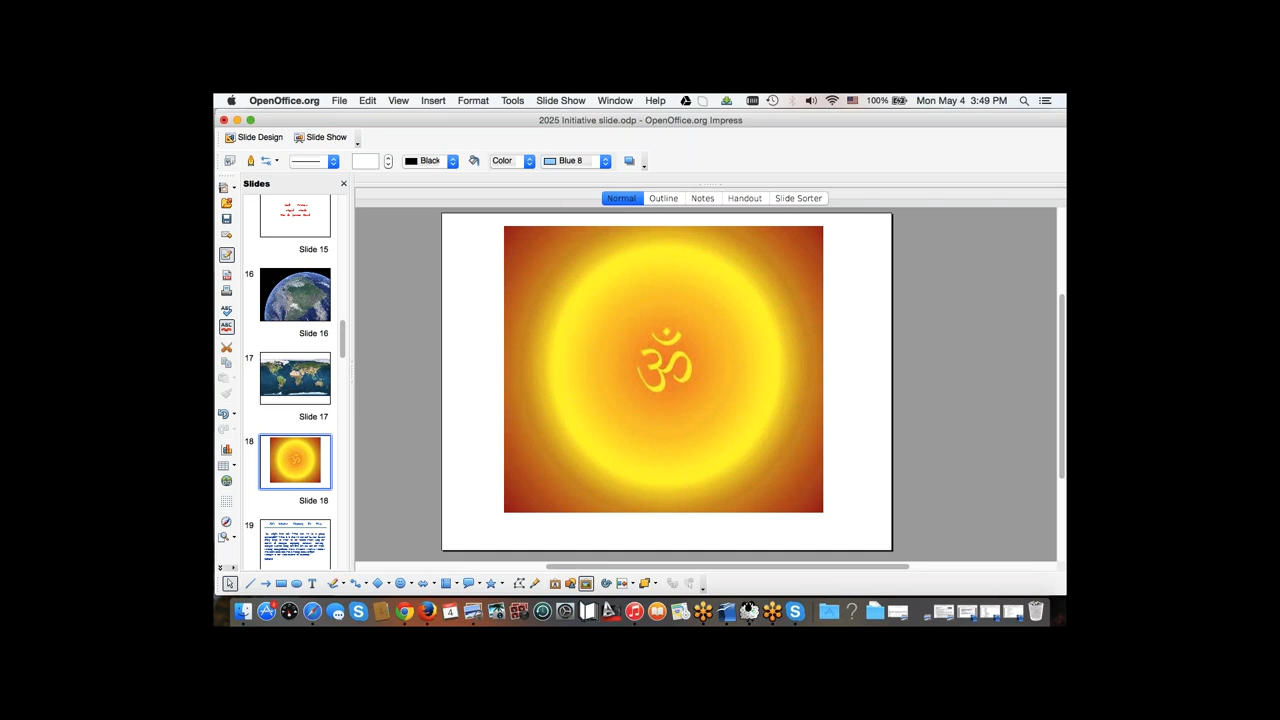 OpenOffice.org File Edit View Insert Format Tools Slide Show Window Help 100% Mon May 4 3:49 PM
2025 Initiative slide.odp - OpenOffice.org Impress
Slide Design Slide Show
Black Color Blue 8
Slides
Normal Outline Notes Handout Slide Sorter
Slide 15
16
Slide 16
17
Slide 17
18
Slide 18
19
ॐ